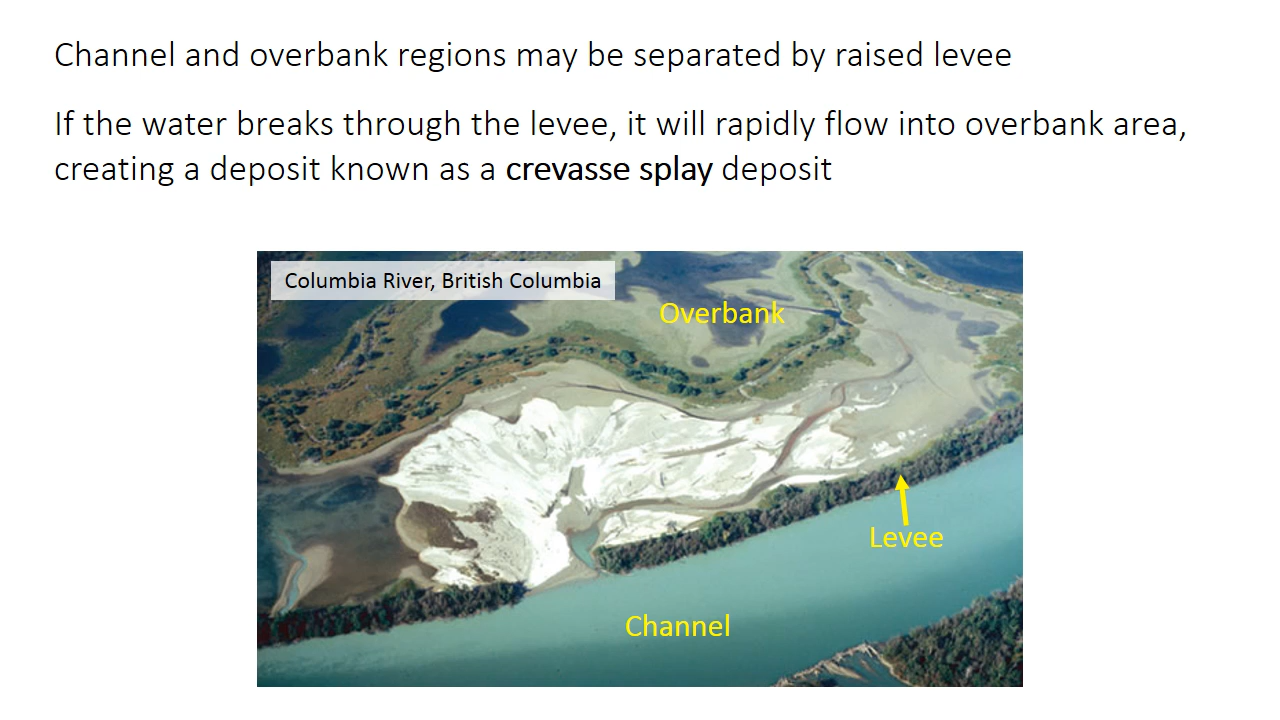 Channel and overbank regions may be separated by raised levee
If the water breaks through the levee, it will rapidly flow into overbank area,
creating a deposit known as a crevasse splay deposit
Columbia River, British Columbia
Overbank
Levee
Channel